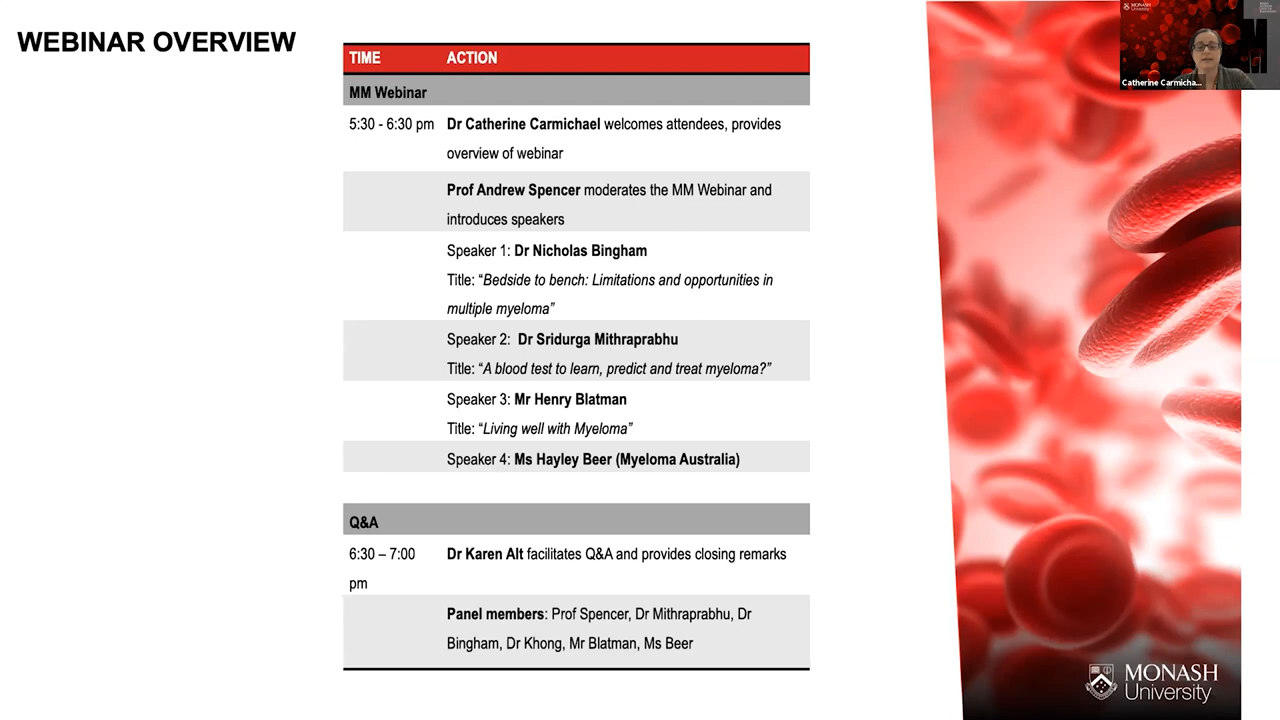 WEBINAR OVERVIEW
TIME ACTION
MM Webinar
5:30 - 6:30 pm Dr Catherine Carmichael welcomes attendees, provides
overview of webinar
Prof Andrew Spencer moderates the MM Webinar and
introduces speakers
Speaker 1: Dr Nicholas Bingham
Title: “Bedside to bench: Limitations and opportunities in
multiple myeloma”
Speaker 2: Dr Sridurga Mithraprabhu
Title: “A blood test to learn, predict and treat myeloma?”
Speaker 3: Mr Henry Blatman
Title: “Living well with Myeloma”
Speaker 4: Ms Hayley Beer (Myeloma Australia)
Q&A
6:30 – 7:00 Dr Karen Alt facilitates Q&A and provides closing remarks
pm
Panel members: Prof Spencer, Dr Mithraprabhu, Dr
Bingham, Dr Khong, Mr Blatman, Ms Beer
MONASH
University
Catherine Carmicha...
MONASH
University